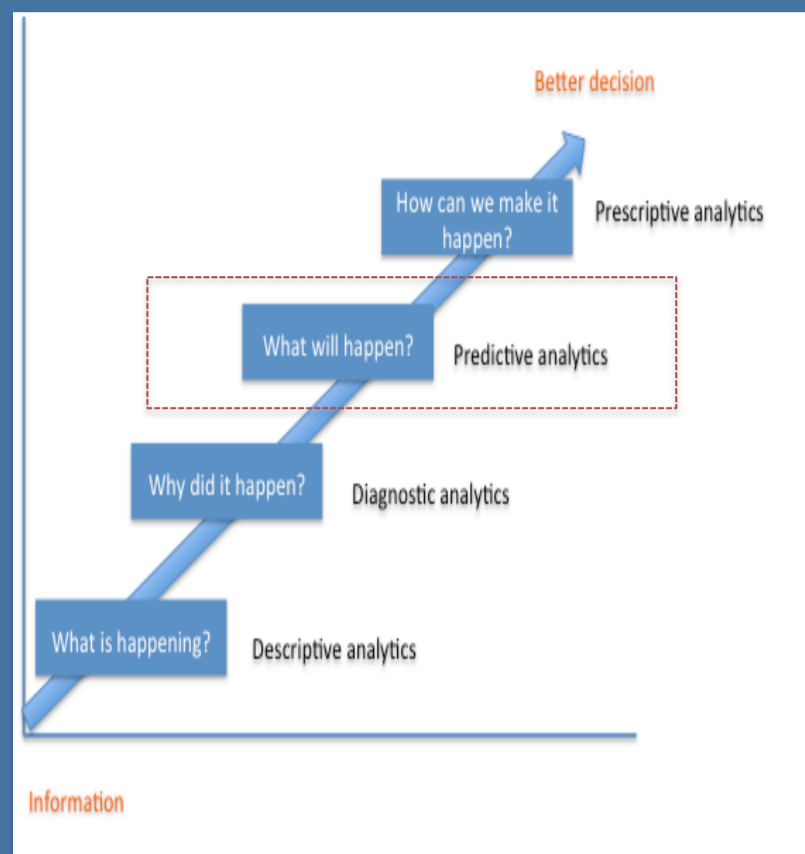 Better decision
How can we make it
happen?
Prescriptive analytics
What will happen?
Predictive analytics
Why did it happen?
Diagnostic analytics
What is happening?
Descriptive analytics
Information